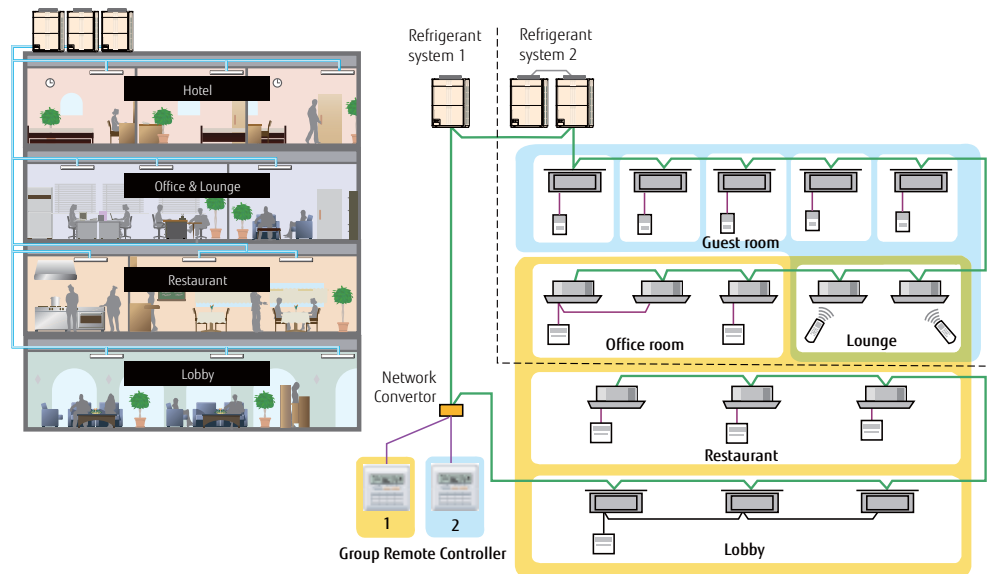 Hotel
Office & Lounge
Restaurant
Lobby
Refrigerant
system 1
Refrigerant
system 2
Guest room
Office room
Lounge
Network
Convertor
Restaurant
1
2
Group Remote Controller
Lobby